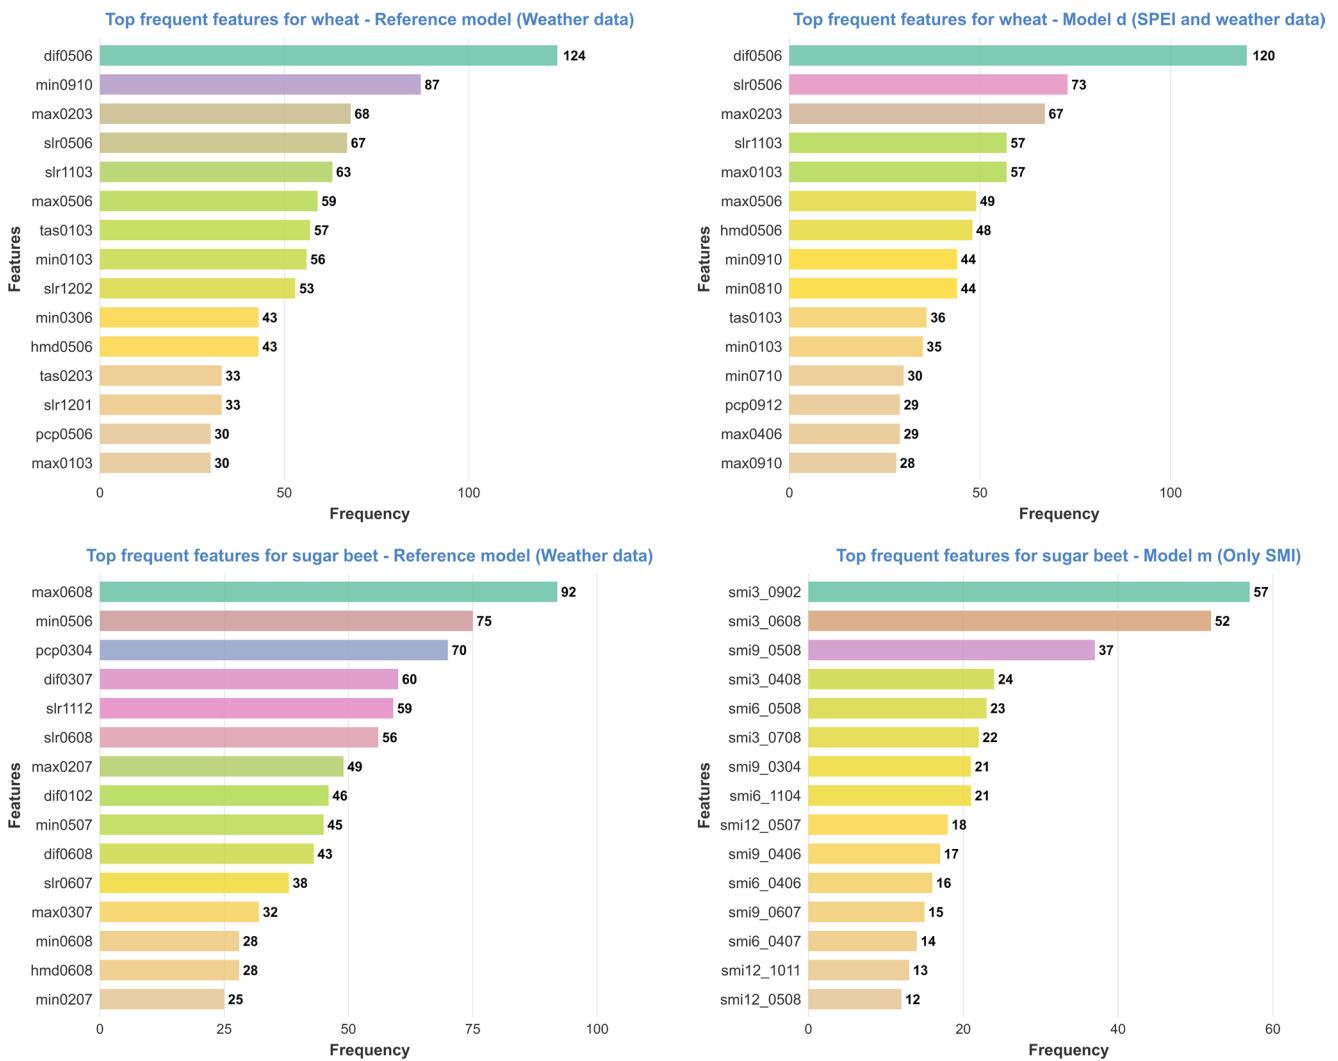 Top frequent features for wheat - Reference model (Weather data)
dif0506 124
min0910 87
max0203 68
slr0506 67
slr1103 63
max0506 59
tas0103 57
min0103 56
slr1202 53
min0306 43
hmd0506 43
tas0203 33
slr1201 33
pcp0506 30
max0103 30
0 50 100
Frequency
Features
Top frequent features for wheat - Model d (SPEI and weather data)
dif0506 120
slr0506 73
max0203 67
slr1103 57
max0103 57
max0506 49
hmd0506 48
min0910 44
min0810 44
tas0103 36
min0103 35
min0710 30
pcp0912 29
max0406 29
max0910 28
0 50 100
Frequency
Features
Top frequent features for sugar beet - Reference model (Weather data)
max0608 92
min0506 75
pcp0304 70
dif0307 60
slr1112 59
slr0608 56
max0207 49
dif0102 46
min0507 45
dif0608 43
slr0607 38
max0307 32
min0608 28
hmd0608 28
min0207 25
0 25 50 75 100
Frequency
Features
Top frequent features for sugar beet - Model m (Only SMI)
smi3_0902 57
smi3_0608 52
smi9_0508 37
smi3_0408 24
smi6_0508 23
smi3_0708 22
smi9_0304 21
smi6_1104 21
smi12_0507 18
smi9_0406 17
smi6_0406 16
smi9_0607 15
smi6_0407 14
smi12_1011 13
smi12_0508 12
0 20 40 60
Frequency
Features